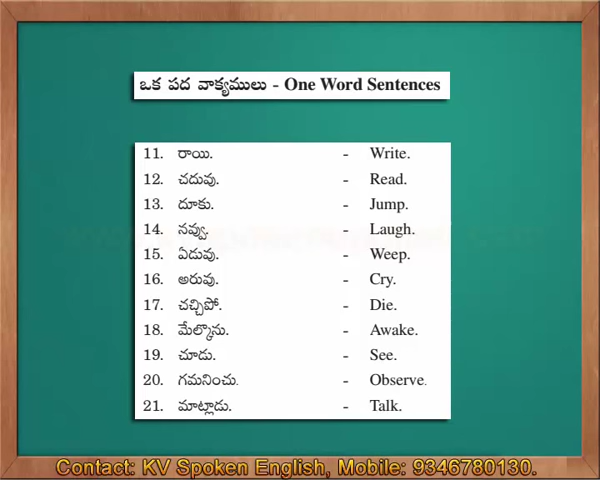 ఒక పద వాక్యములు - One Word Sentences
11. రాయి. - Write.
12. చదువు. - Read.
13. దూకు. - Jump.
14. నవ్వు. - Laugh.
15. ఏడువు. - Weep.
16. అరువు. - Cry.
17. చచ్చిపో. - Die.
18. మేల్కొను. - Awake.
19. చూడు. - See.
20. గమనించు. - Observe.
21. మాట్లాడు. - Talk.
Contact: KV Spoken English, Mobile: 9346780130.